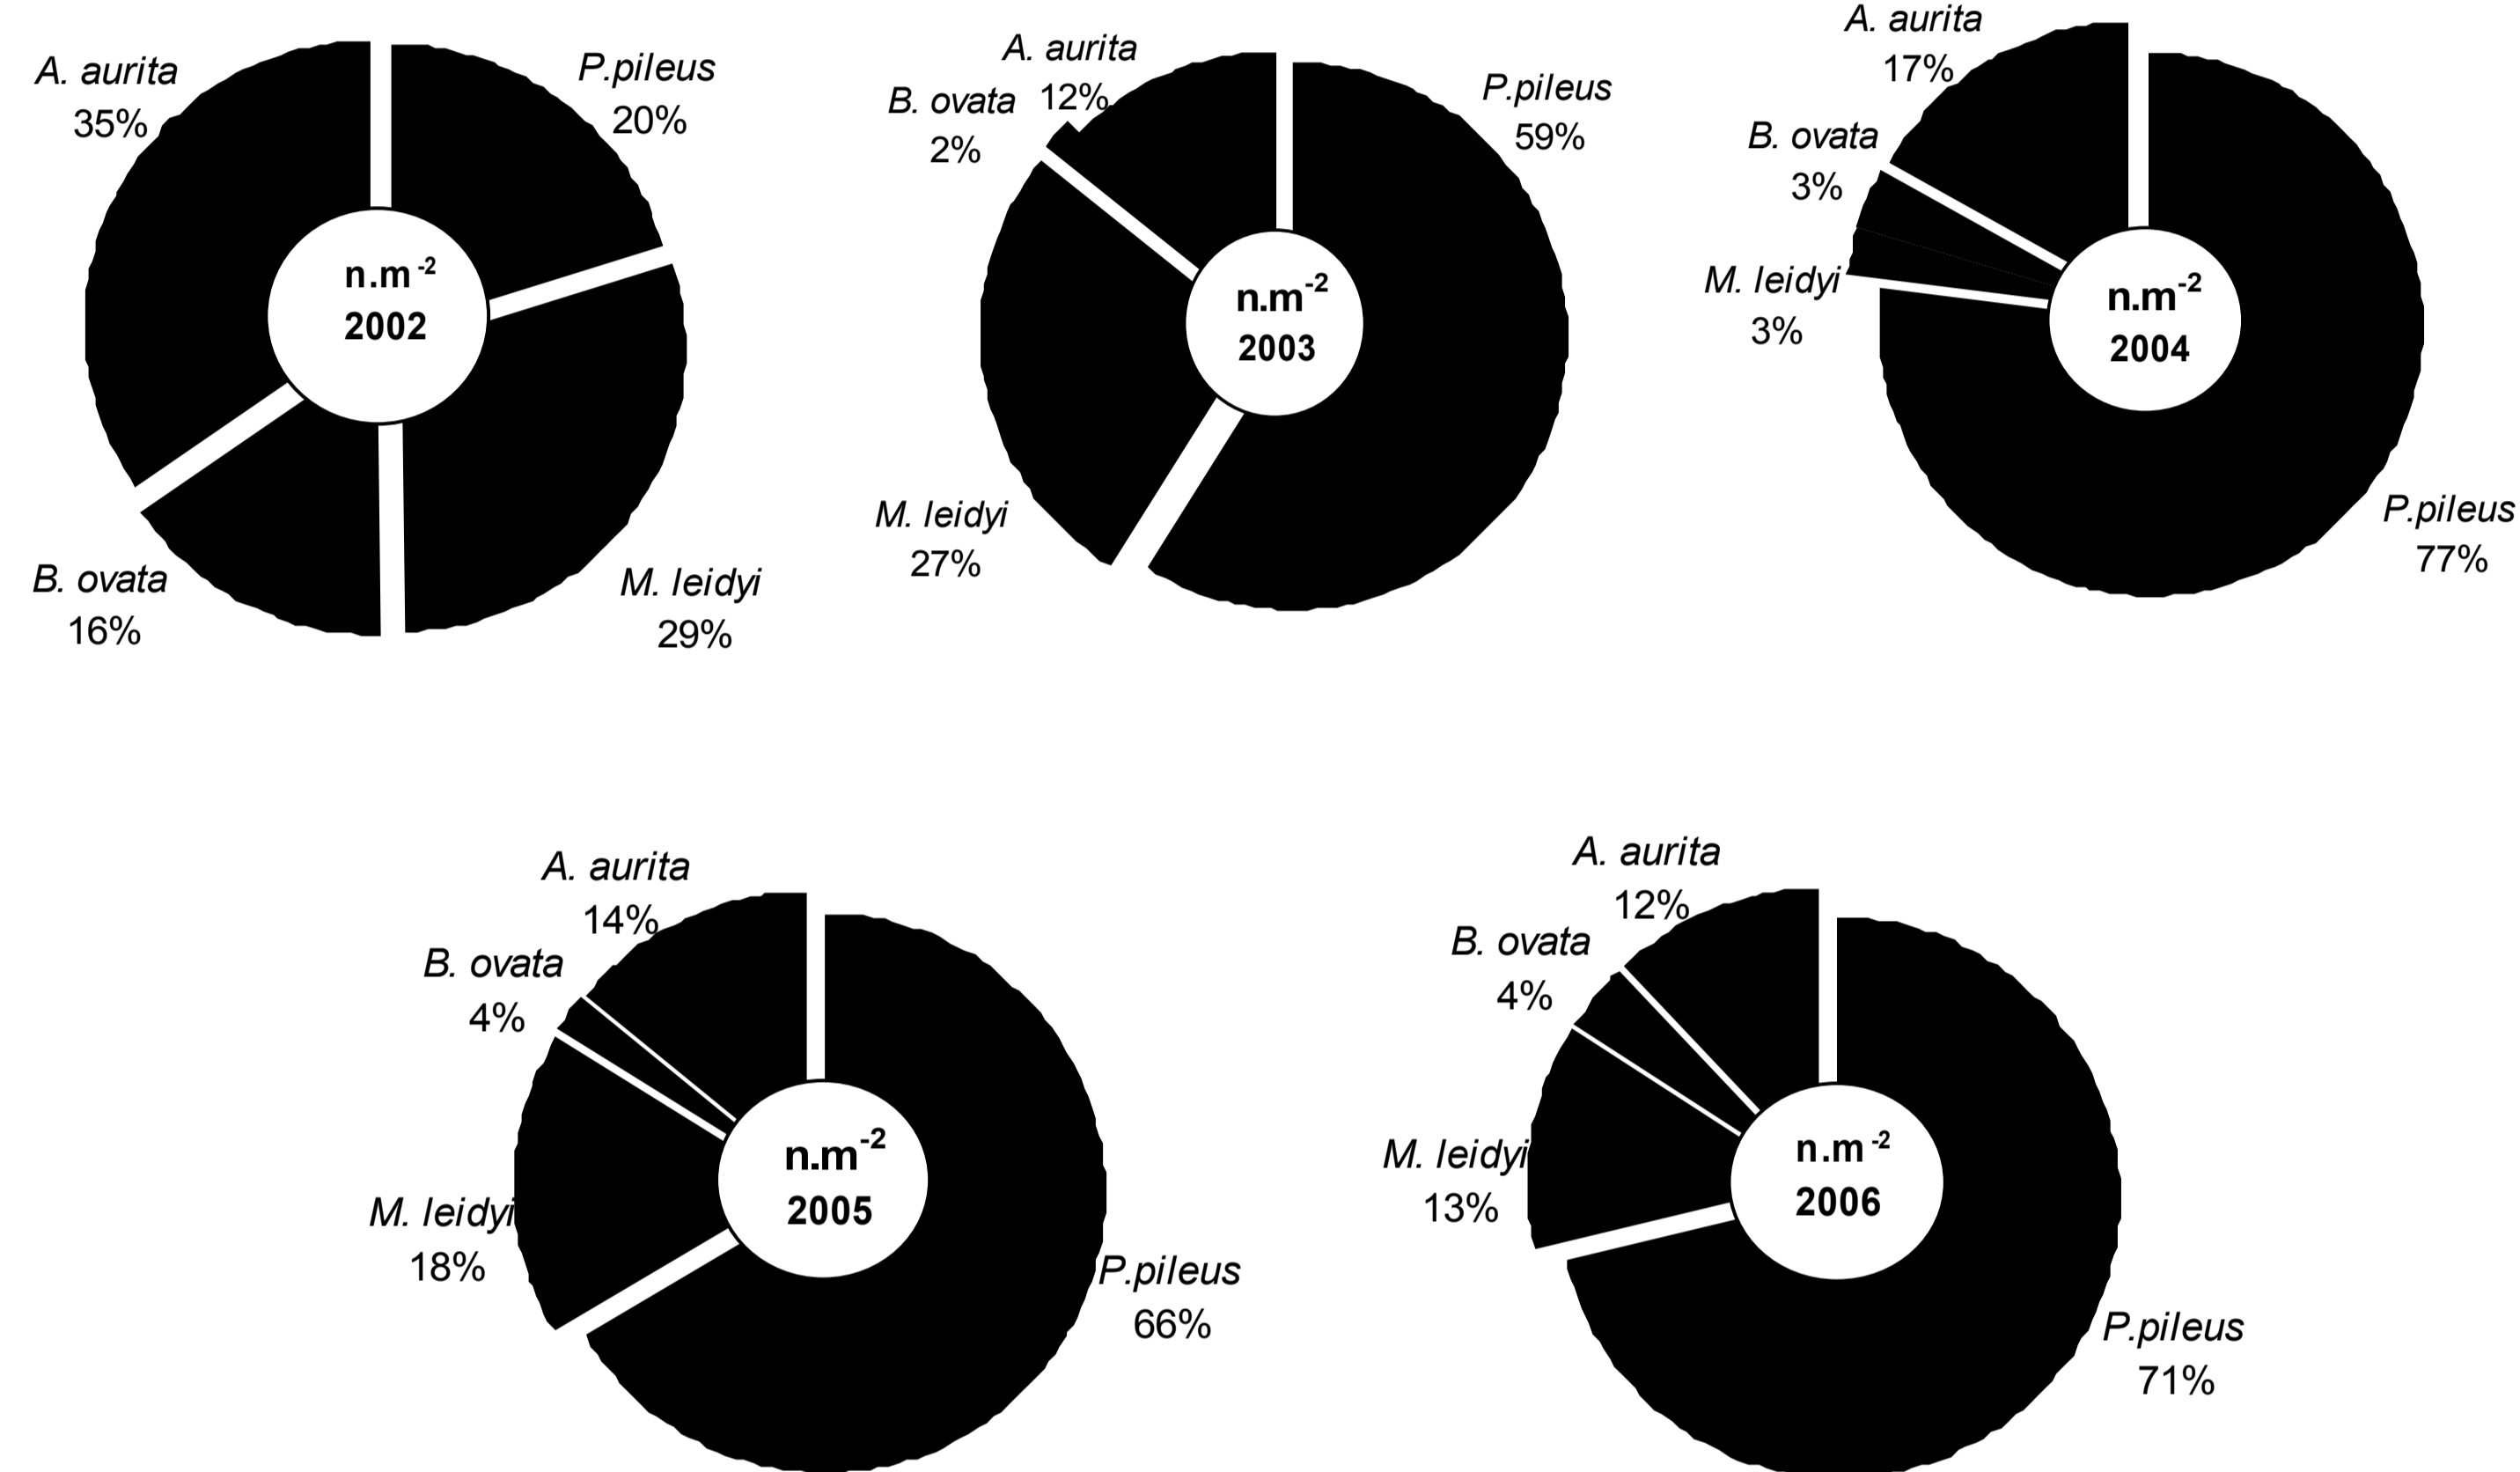 A. aurita
35%
P.pileus
20%
n.m-2
2002
B. ovata
16%
M. leidyi
29%
A. aurita
12%
B. ovata
2%
P.pileus
59%
n.m-2
2003
M. leidyi
27%
A. aurita
17%
B. ovata
3%
M. leidyi
3%
n.m-2
2004
P.pileus
77%
A. aurita
14%
B. ovata
4%
n.m-2
2005
M. leidyi
18%
P.pileus
66%
A. aurita
12%
B. ovata
4%
M. leidyi
13%
n.m-2
2006
P.pileus
71%